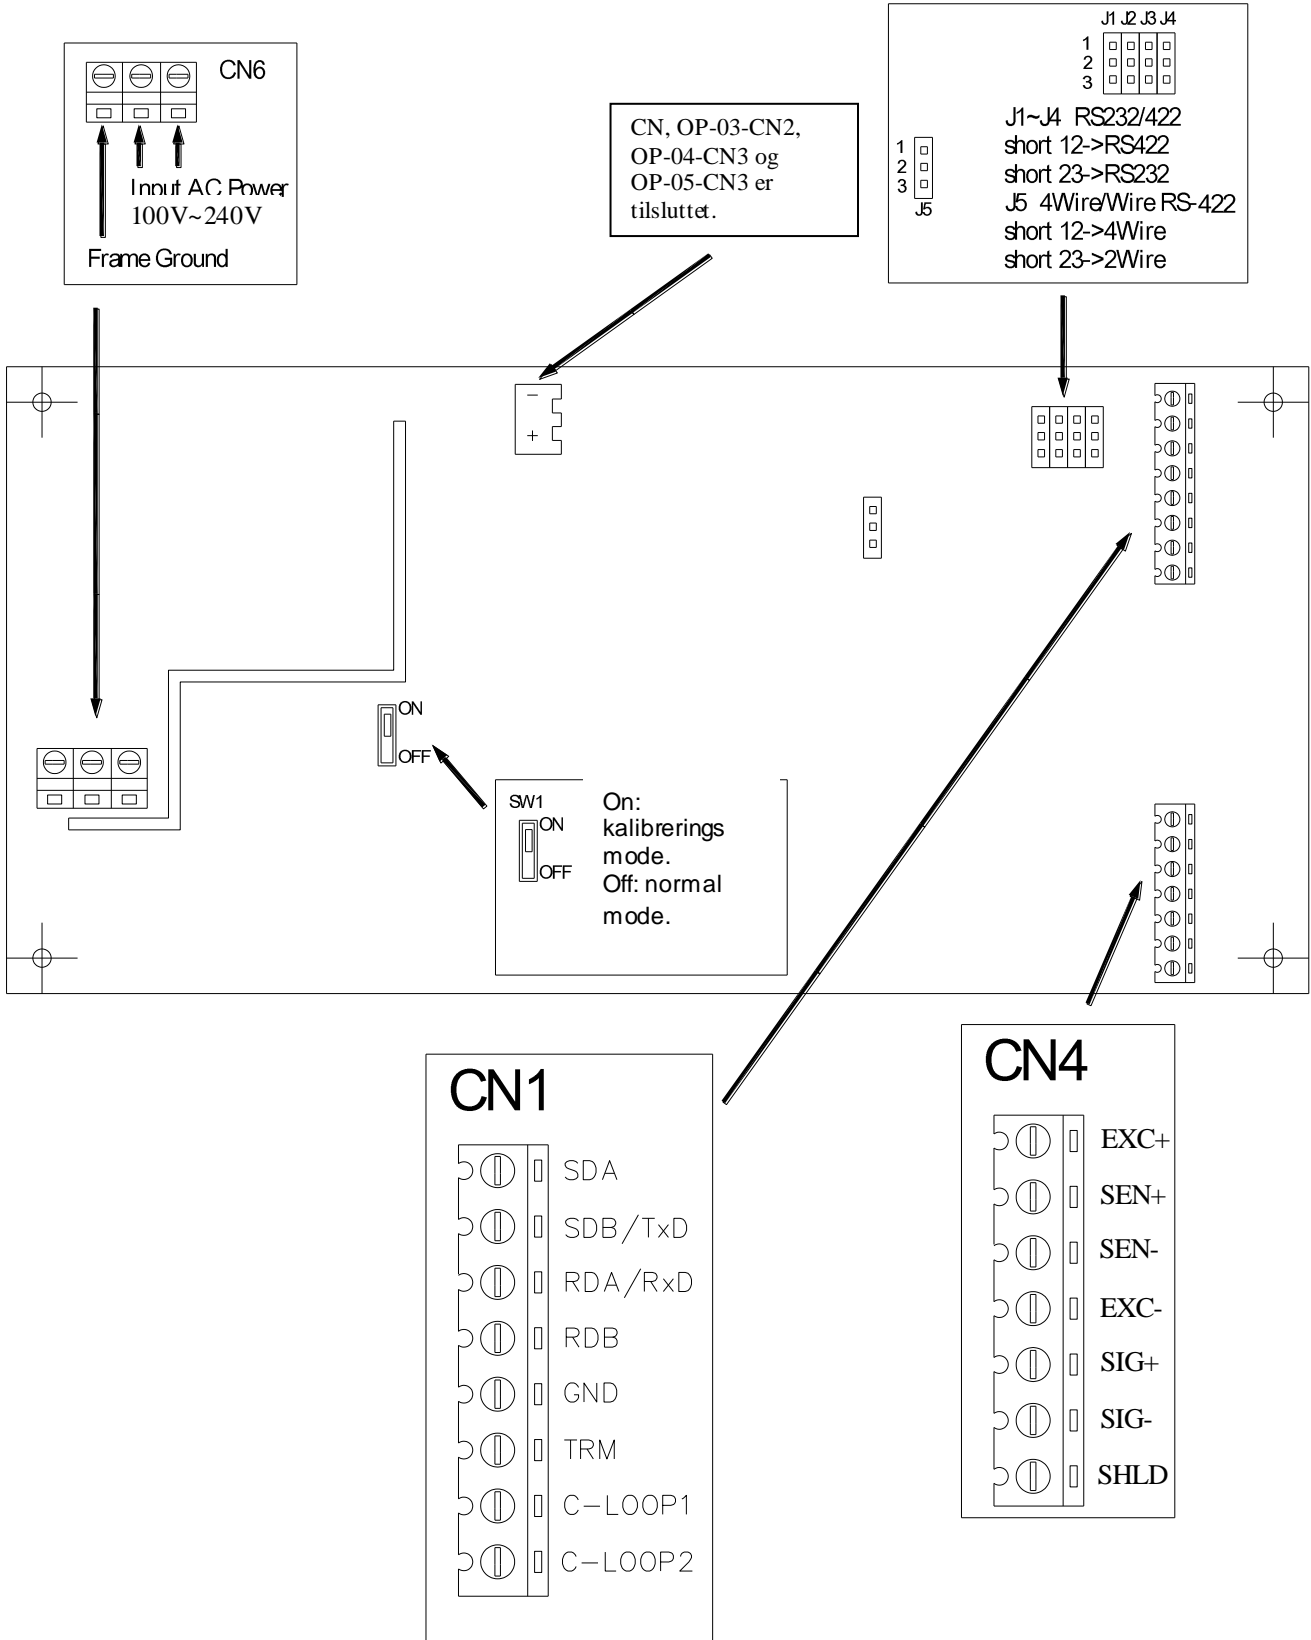 CN6
Input AC Power
100V~240V
Frame Ground
CN, OP-03-CN2,
OP-04-CN3 og
OP-05-CN3 er
tilsluttet.
J1 J2 J3 J4
1
2
3
J1~J4 RS232/422
short 12->RS422
short 23->RS232
J5 4Wire/Wire RS-422
short 12->4Wire
short 23->2Wire
1
2
3
J5
-
+
ON
OFF
SW1
ON
OFF
On:
kalibrerings
mode.
Off: normal
mode.
CN1
SDA
SDB/TxD
RDA/RxD
RDB
GND
TRM
C-LOOP1
C-LOOP2
CN4
EXC+
SEN+
SEN-
EXC-
SIG+
SIG-
SHLD